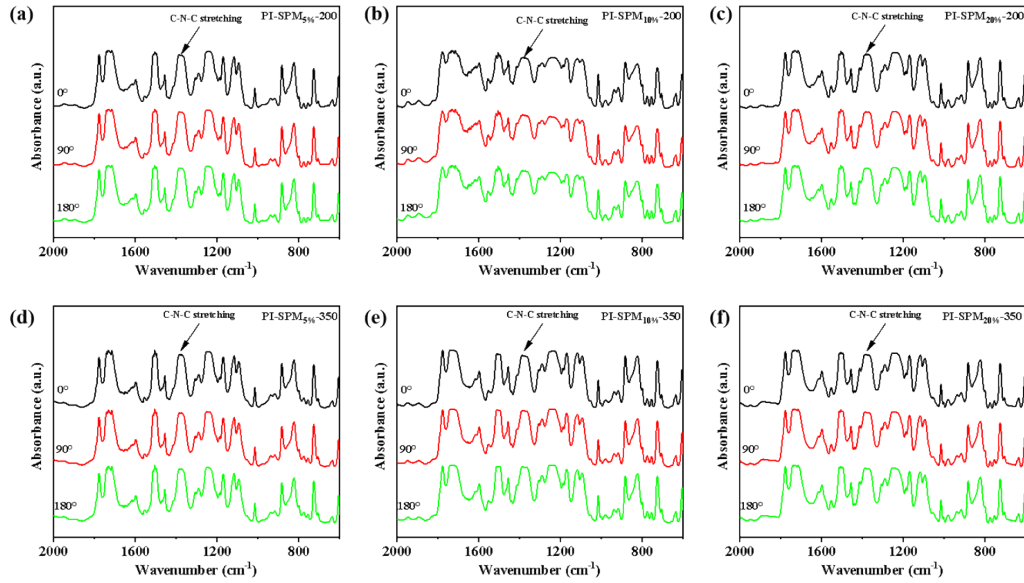 (a)
C-N-C stretching
PI-SPM5%-200
0°
90°
180°
Absorbance (a.u.)
2000 1600 1200 800
Wavenumber (cm-1)
(b)
C-N-C stretching
PI-SPM10%-200
0°
90°
180°
Absorbance (a.u.)
2000 1600 1200 800
Wavenumber (cm-1)
(c)
C-N-C stretching
PI-SPM20%-200
0°
90°
180°
Absorbance (a.u.)
2000 1600 1200 800
Wavenumber (cm-1)
(d)
C-N-C stretching
PI-SPM5%-350
0°
90°
180°
Absorbance (a.u.)
2000 1600 1200 800
Wavenumber (cm-1)
(e)
C-N-C stretching
PI-SPM10%-350
0°
90°
180°
Absorbance (a.u.)
2000 1600 1200 800
Wavenumber (cm-1)
(f)
C-N-C stretching
PI-SPM20%-350
0°
90°
180°
Absorbance (a.u.)
2000 1600 1200 800
Wavenumber (cm-1)